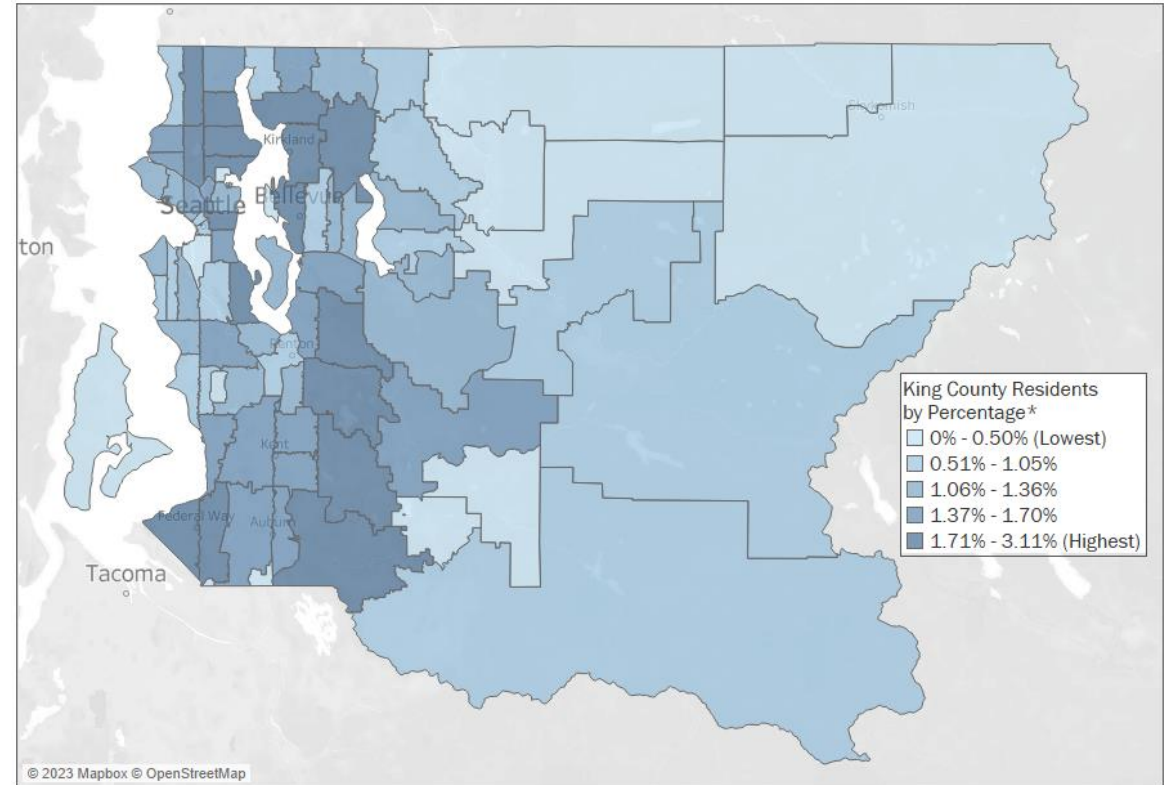 Skykomish
Kirkland
Seattle
Bellevue
ton
Renton
King County Residents
by Percentage*
0% - 0.50% (Lowest)
0.51% - 1.05%
1.06% - 1.36%
1.37% - 1.70%
1.71% - 3.11% (Highest)
Kent
Federal Way
Auburn
Tacoma
© 2023 Mapbox © OpenStreetMap